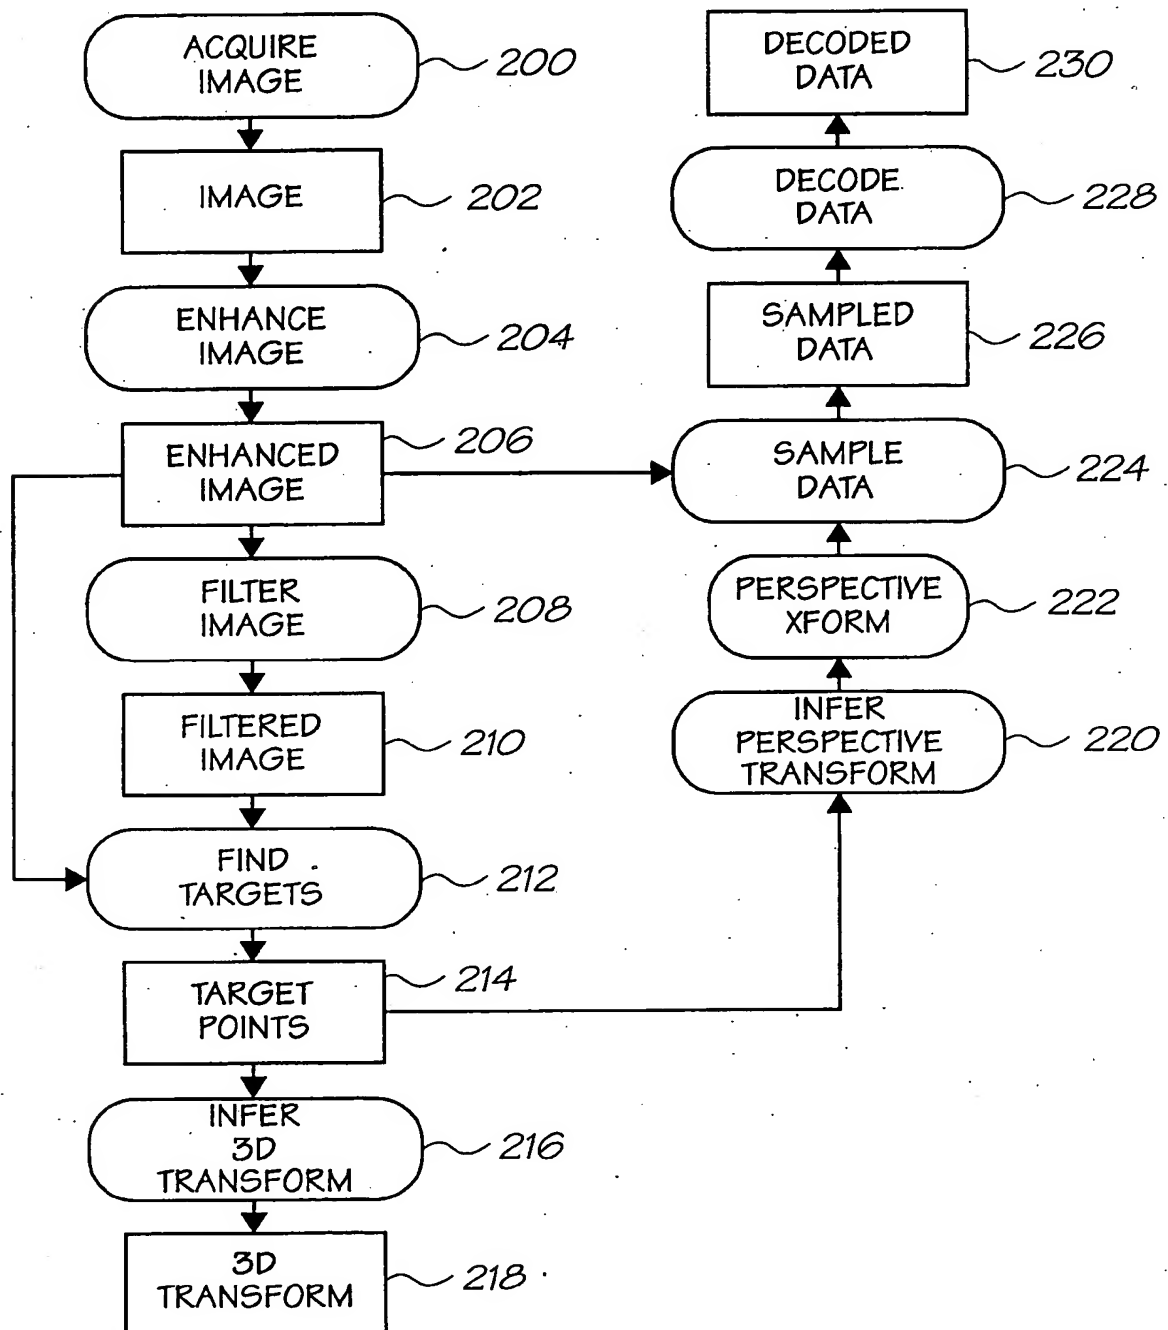 ACQUIRE
IMAGE
200
IMAGE
202
ENHANCE
IMAGE
204
ENHANCED
IMAGE
206
FILTER
IMAGE
208
FILTERED
IMAGE
210
FIND
TARGETS
212
TARGET
POINTS
214
INFER
3D
TRANSFORM
216
3D
TRANSFORM
218
DECODED
DATA
230
DECODE
DATA
228
SAMPLED
DATA
226
SAMPLE
DATA
224
PERSPECTIVE
XFORM
222
INFER
PERSPECTIVE
TRANSFORM
220